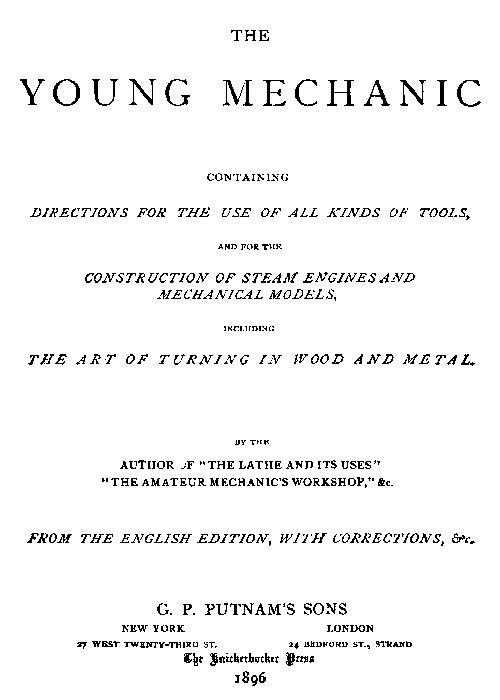 THE
YOUNG MECHANIC
CONTAINING
DIRECTIONS FOR THE USE OF ALL KINDS OF TOOLS,
AND FOR THE
CONSTRUCTION OF STEAM ENGINES AND
MECHANICAL MODELS,
INCLUDING
THE ART OF TURNING IN WOOD AND METAL.
BY THE
AUTHOR OF "THE LATHE AND ITS USES"
"THE AMATEUR MECHANIC'S WORKSHOP," &c.
FROM THE ENGLISH EDITION, WITH CORRECTIONS, &c.
G. P. PUTNAM'S SONS
NEW YORK LONDON
27 WEST TWENTY-THIRD ST. 24 BEDFORD ST., STRAND
The Knickerbocker Press
1896